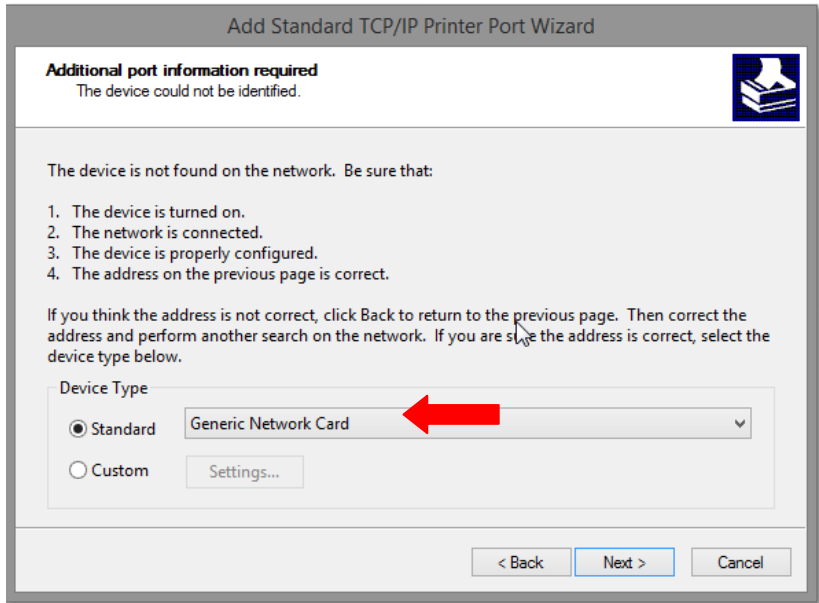 Add Standard TCP/IP Printer Port Wizard
Additional port information required
The device could not be identified.
The device is not found on the network.  Be sure that:
1.  The device is turned on.
2.  The network is connected.
3.  The device is properly configured.
4.  The address on the previous page is correct.
If you think the address is not correct, click Back to return to the previous page.  Then correct the
address and perform another search on the network.  If you are sure the address is correct, select the
device type below.
Device Type
Standard
Generic Network Card
Custom
Settings...
< Back
Next >
Cancel